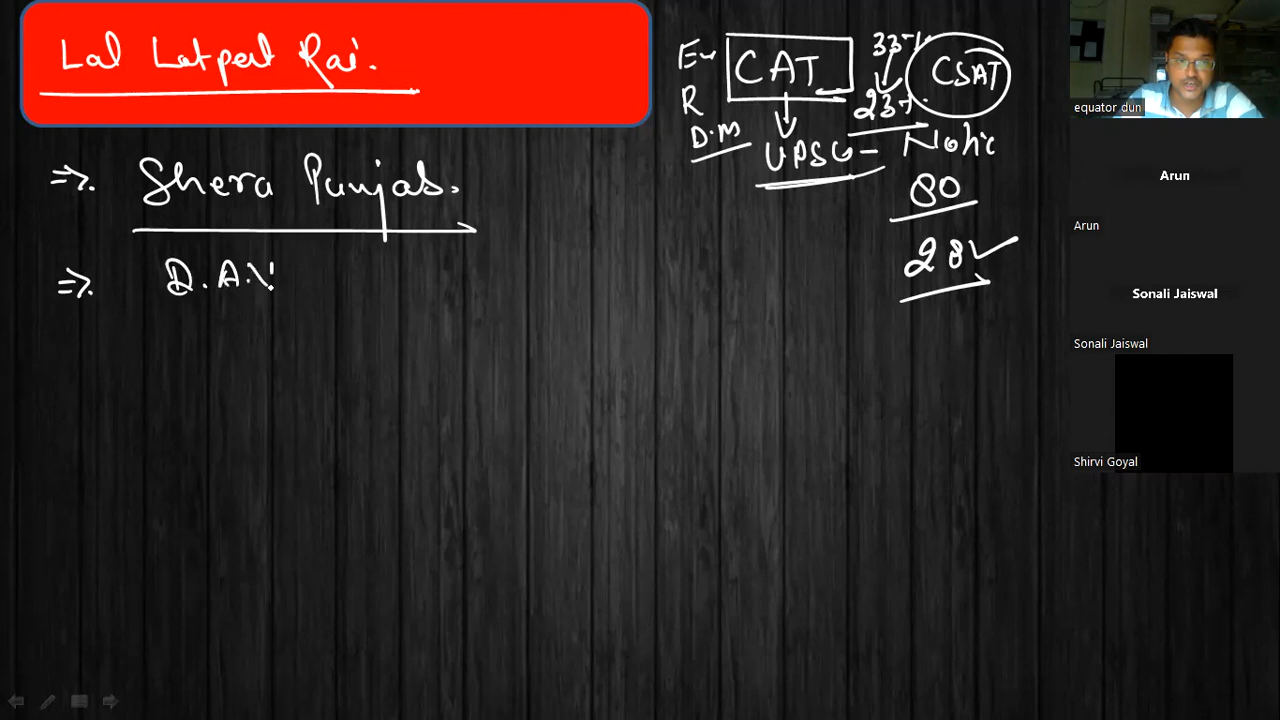 Lal Latpat Rai.
⇒. Shera Punjab.
⇒. D.A.V
CAT
R
D.M
UPSC -
33%
23%
CSAT
80
28 ✓
equator dun
Arun
Arun
Sonali Jaiswal
Sonali Jaiswal
Shirvi Goyal